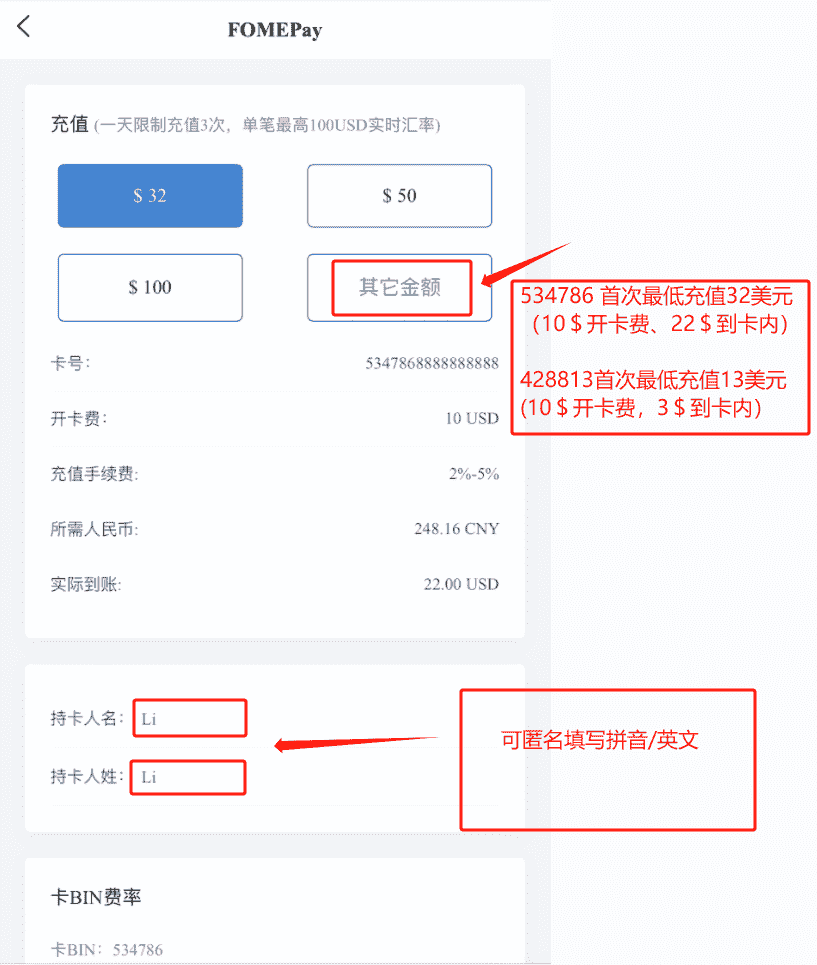 FOMEPay
充值 (一天限制充值3次，单笔最高100USD实时汇率)
$ 32
$ 50
$ 100
其它金额
534786 首次最低充值32美元
（10＄开卡费、22＄到卡内）
428813首次最低充值13美元
(10＄开卡费，3＄到卡内）
卡号： 5347868888888888
开卡费： 10 USD
充值手续费: 2%-5%
所需人民币: 248.16 CNY
实际到账: 22.00 USD
持卡人名： Li
持卡人姓： Li
可匿名填写拼音/英文
卡BIN费率
卡BIN： 534786